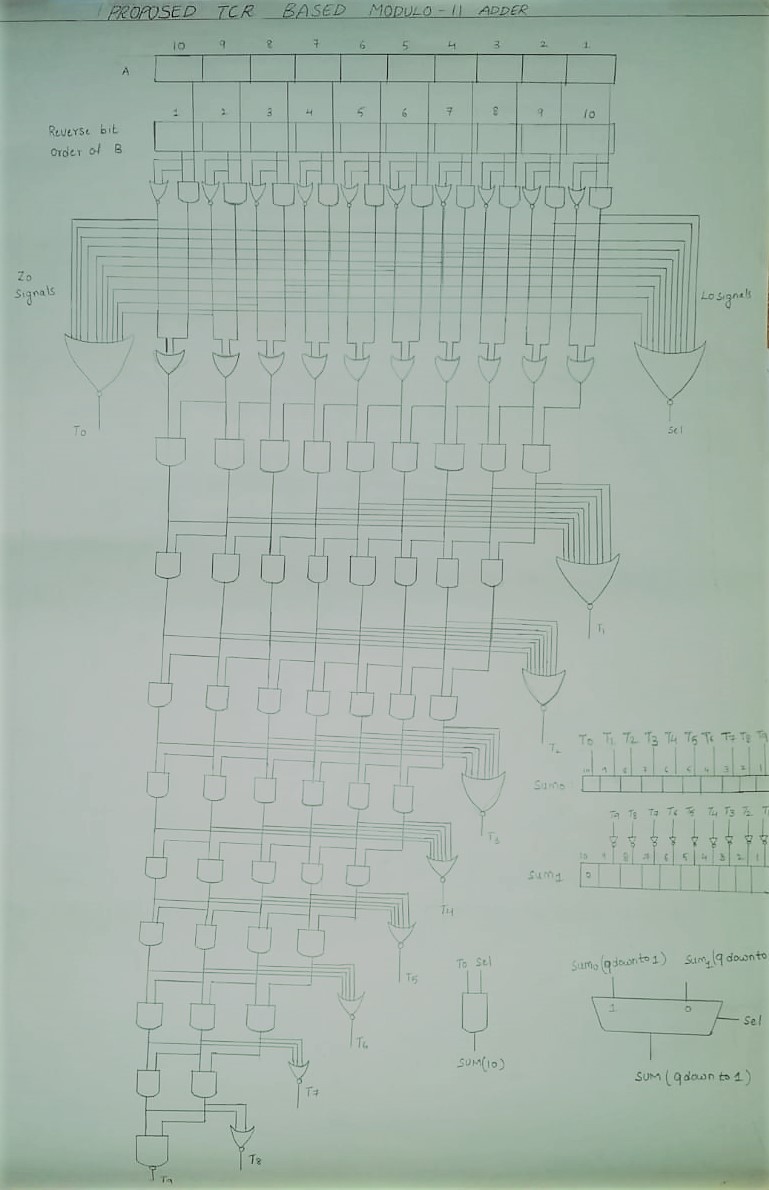 PROPOSED TCR BASED MODULO-11 ADDER
10 9 8 7 6 5 4 3 2 1
A
1 2 3 4 5 6 7 8 9 10
Reverse bit
order of B
Zo
Signals
Lo signals
To
Sel
T1
T2
To T1 T2 T3 T4 T5 T6 T7 T8 T9
10 9 8 7 6 5 4 3 2 1
Sumo
T3
T9 T8 T7 T6 T5 T4 T3 T2 T
10 9 8 7 6 5 4 3 2 1
Sum1
0
T4
T5
To Sel
Sumo (9 down to 1) Sum1 (9 down to
1 0
Sel
T6
SUM(10)
SUM (9 down to 1)
T7
T8
T9